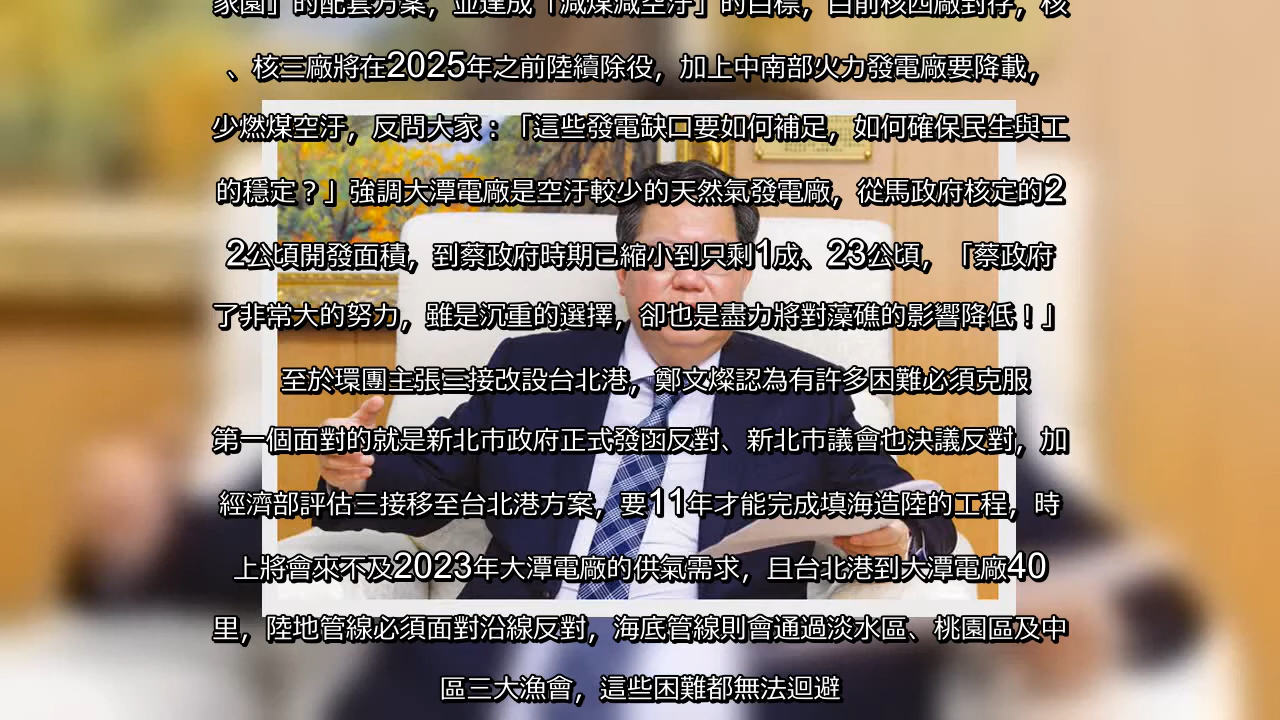 家園」的配套方案，並達成「減煤減空汙」的目標，目前核四廠封存，核
、核三廠將在2025年之前陸續除役，加上中南部火力發電廠要降載，
少燃煤空汙，反問大家：「這些發電缺口要如何補足，如何確保民生與工
的穩定？」強調大潭電廠是空汙較少的天然氣發電廠，從馬政府核定的2
2公頃開發面積，到蔡政府時期已縮小到只剩1成、23公頃，「蔡政府
了非常大的努力，雖是沉重的選擇，卻也是盡力將對藻礁的影響降低！」
至於環團主張三接改設台北港，鄭文燦認為有許多困難必須克服
第一個面對的就是新北市政府正式發函反對、新北市議會也決議反對，加
經濟部評估三接移至台北港方案，要11年才能完成填海造陸的工程，時
上將會來不及2023年大潭電廠的供氣需求，且台北港到大潭電廠40
里，陸地管線必須面對沿線反對，海底管線則會通過淡水區、桃園區及中
區三大漁會，這些困難都無法迴避